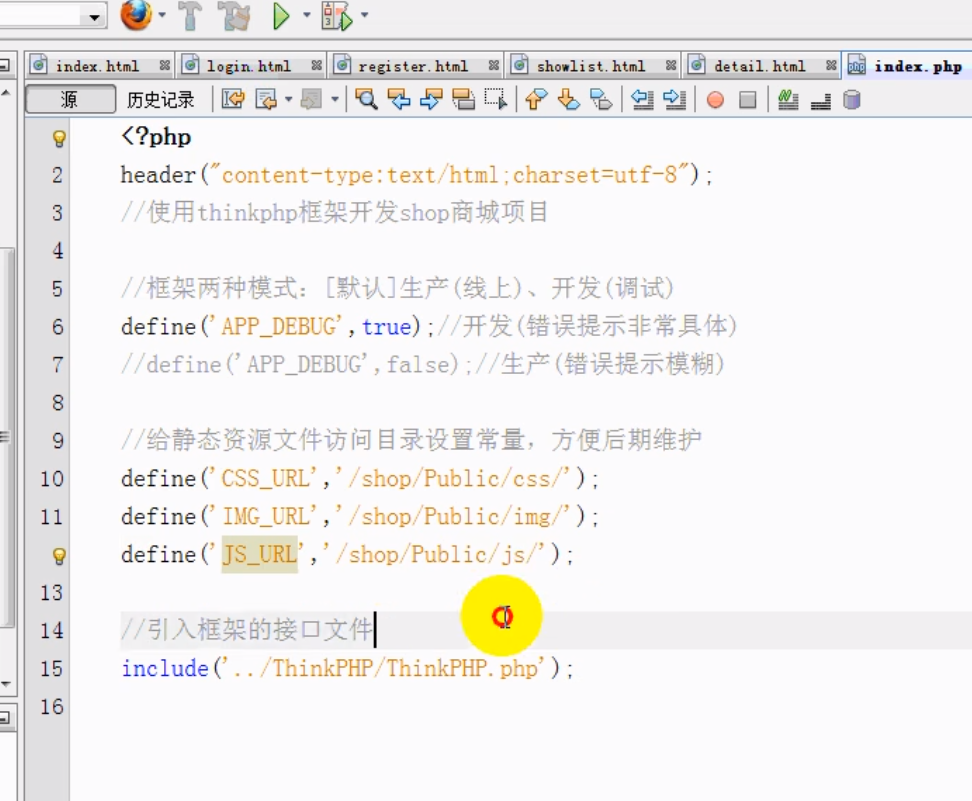 index.html login.html register.html showlist.html detail.html index.php
源 历史记录
<?php
2 header("content-type:text/html;charset=utf-8");
3 //使用thinkphp框架开发shop商城项目
4
5 //框架两种模式：[默认]生产(线上)、开发(调试)
6 define('APP_DEBUG',true);//开发(错误提示非常具体)
7 //define('APP_DEBUG',false);//生产(错误提示模糊)
8
9 //给静态资源文件访问目录设置常量，方便后期维护
10 define('CSS_URL','/shop/Public/css/');
11 define('IMG_URL','/shop/Public/img/');
define('JS_URL','/shop/Public/js/');
13
14 //引入框架的接口文件
15 include('../ThinkPHP/ThinkPHP.php');
16